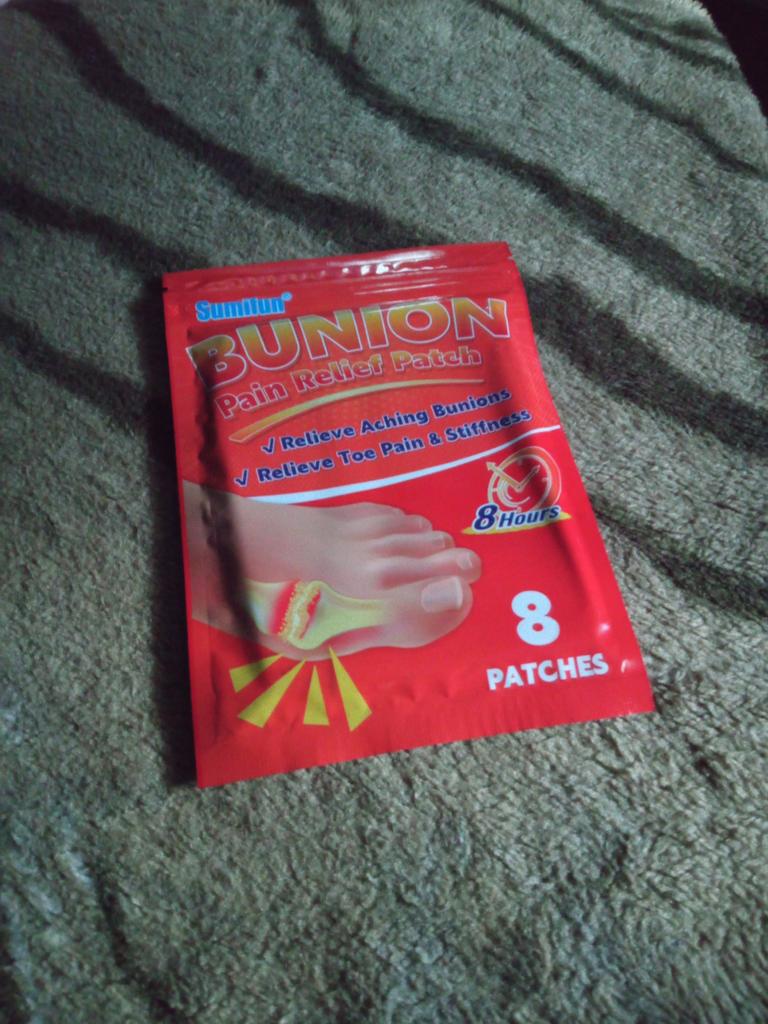 Sumifun®
BUNION
Pain Relief Patch
√ Relieve Aching Bunions
√ Relieve Toe Pain & Stiffness
8 Hours
8
PATCHES